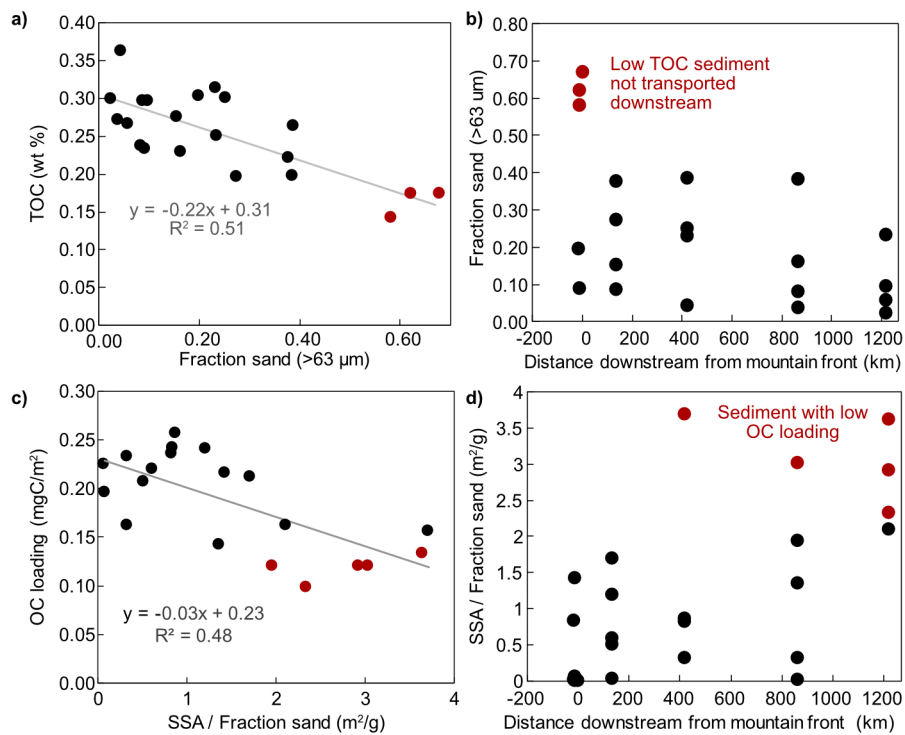 a)
0.40
0.35
0.30
0.25
0.20
0.15
0.10
0.05
0.00
TOC (wt %)
y = -0.22x + 0.31
R² = 0.51
0.00
0.20
0.40
0.60
Fraction sand (>63 µm)
b)
0.80
0.70
0.60
0.50
0.40
0.30
0.20
0.10
0.00
Fraction sand (>63 um)
Low TOC sediment
not transported
downstream
-200
0
200
400
600
800
1000
1200
Distance downstream from mountain front (km)
c)
0.30
0.25
0.20
0.15
0.10
0.05
0.00
OC loading (mgC/m²)
y = -0.03x + 0.23
R² = 0.48
0
1
2
3
4
SSA / Fraction sand (m²/g)
d)
4
3.5
3
2.5
2
1.5
1
0.5
0
SSA / Fraction sand (m²/g)
Sediment with low
OC loading
-200
0
200
400
600
800
1000
1200
Distance downstream from mountain front (km)